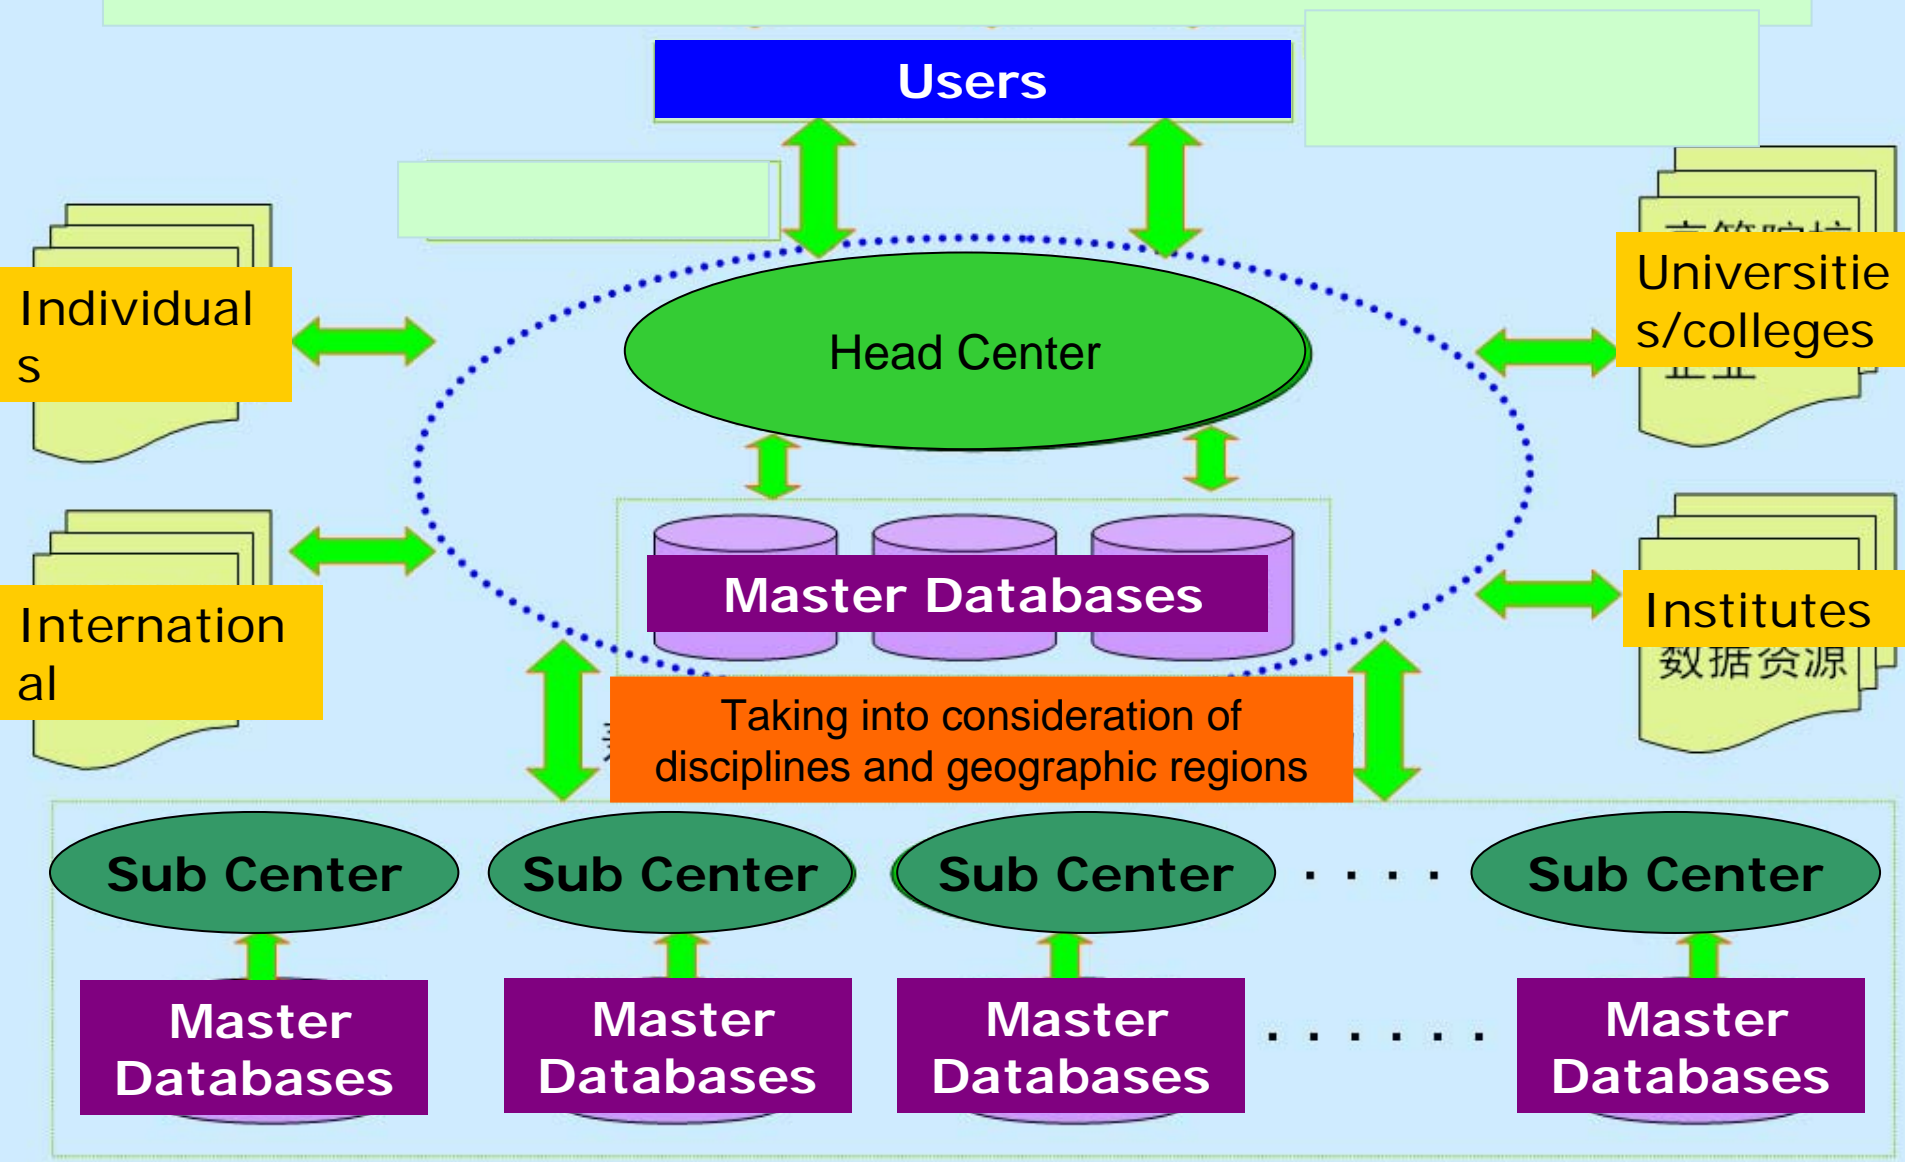 Users
Individual
s
Universitie
s/colleges
Head Center
企业
Master Databases
Internation
al
Institutes
数据资源
Taking into consideration of
disciplines and geographic regions
Sub Center
Sub Center
Sub Center
. . . .
Sub Center
Master
Databases
Master
Databases
Master
Databases
. . . . . .
Master
Databases